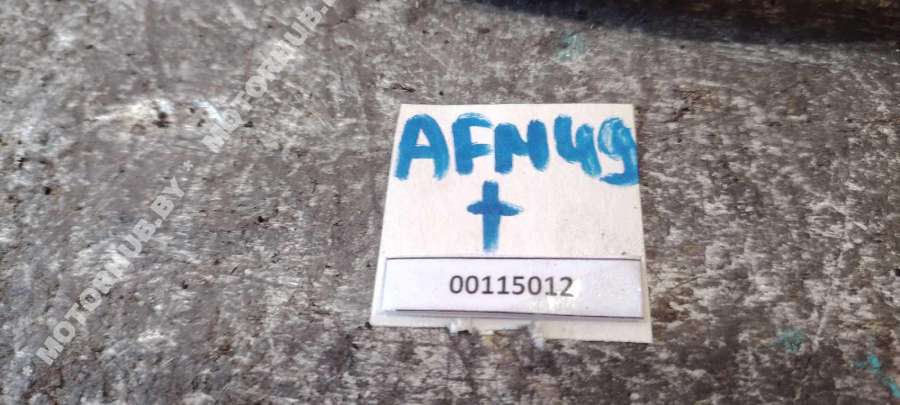 AFN49
†
00115012
* MOTORHUB.BY * MOTORHUB.BY